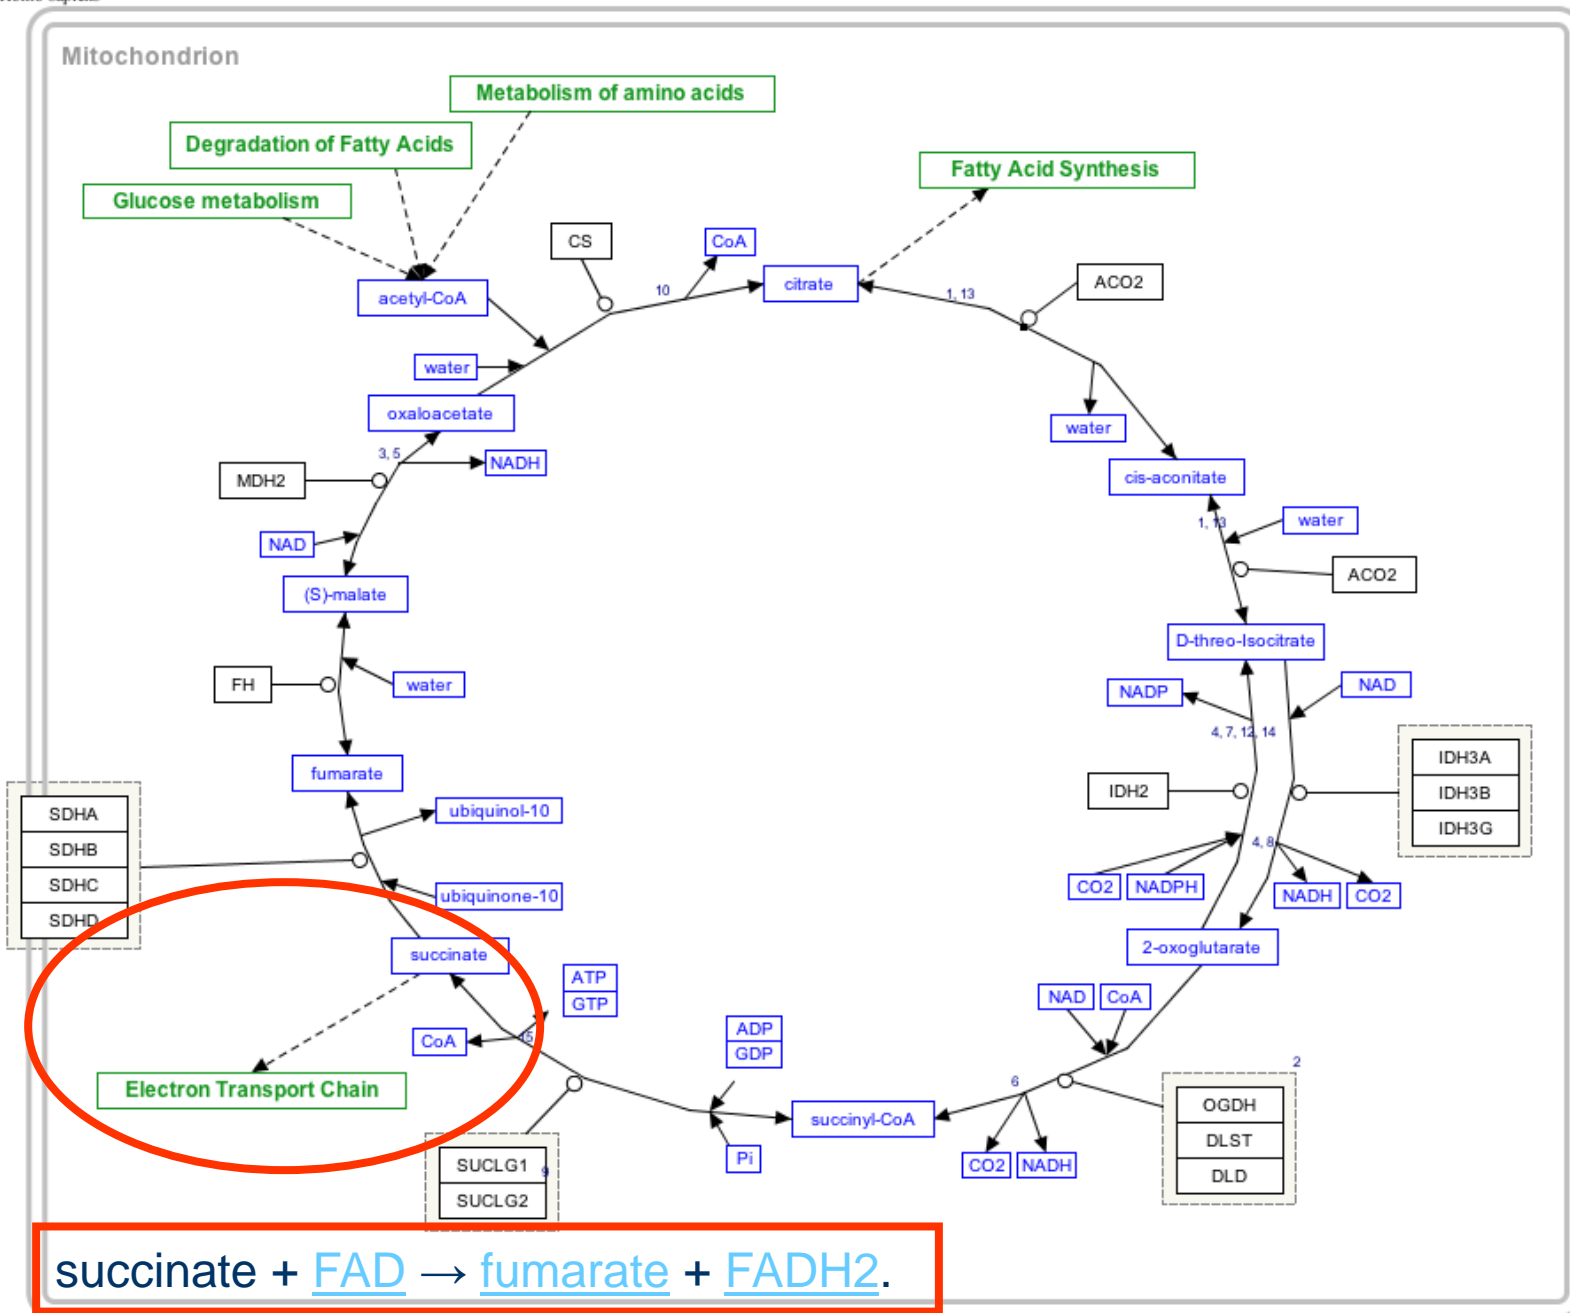 Homo sapiens
Mitochondrion
Metabolism of amino acids
Degradation of Fatty Acids
Glucose metabolism
Fatty Acid Synthesis
CS
CoA
acetyl-CoA
10
citrate
1, 13
ACO2
water
oxaloacetate
water
3, 5
NADH
MDH2
cis-aconitate
1, 13
water
NAD
ACO2
(S)-malate
D-threo-Isocitrate
FH
water
NADP
NAD
4, 7, 12, 14
fumarate
IDH3A
IDH3B
IDH3G
IDH2
SDHA
SDHB
SDHC
SDHD
ubiquinol-10
4, 8
ubiquinone-10
CO2
NADPH
NADH
CO2
succinate
2-oxoglutarate
ATP
GTP
NAD
CoA
CoA
15
ADP
GDP
Electron Transport Chain
6
2
succinyl-CoA
OGDH
DLST
DLD
Pi
CO2
NADH
SUCLG1
SUCLG2
9
succinate + FAD → fumarate + FADH2.